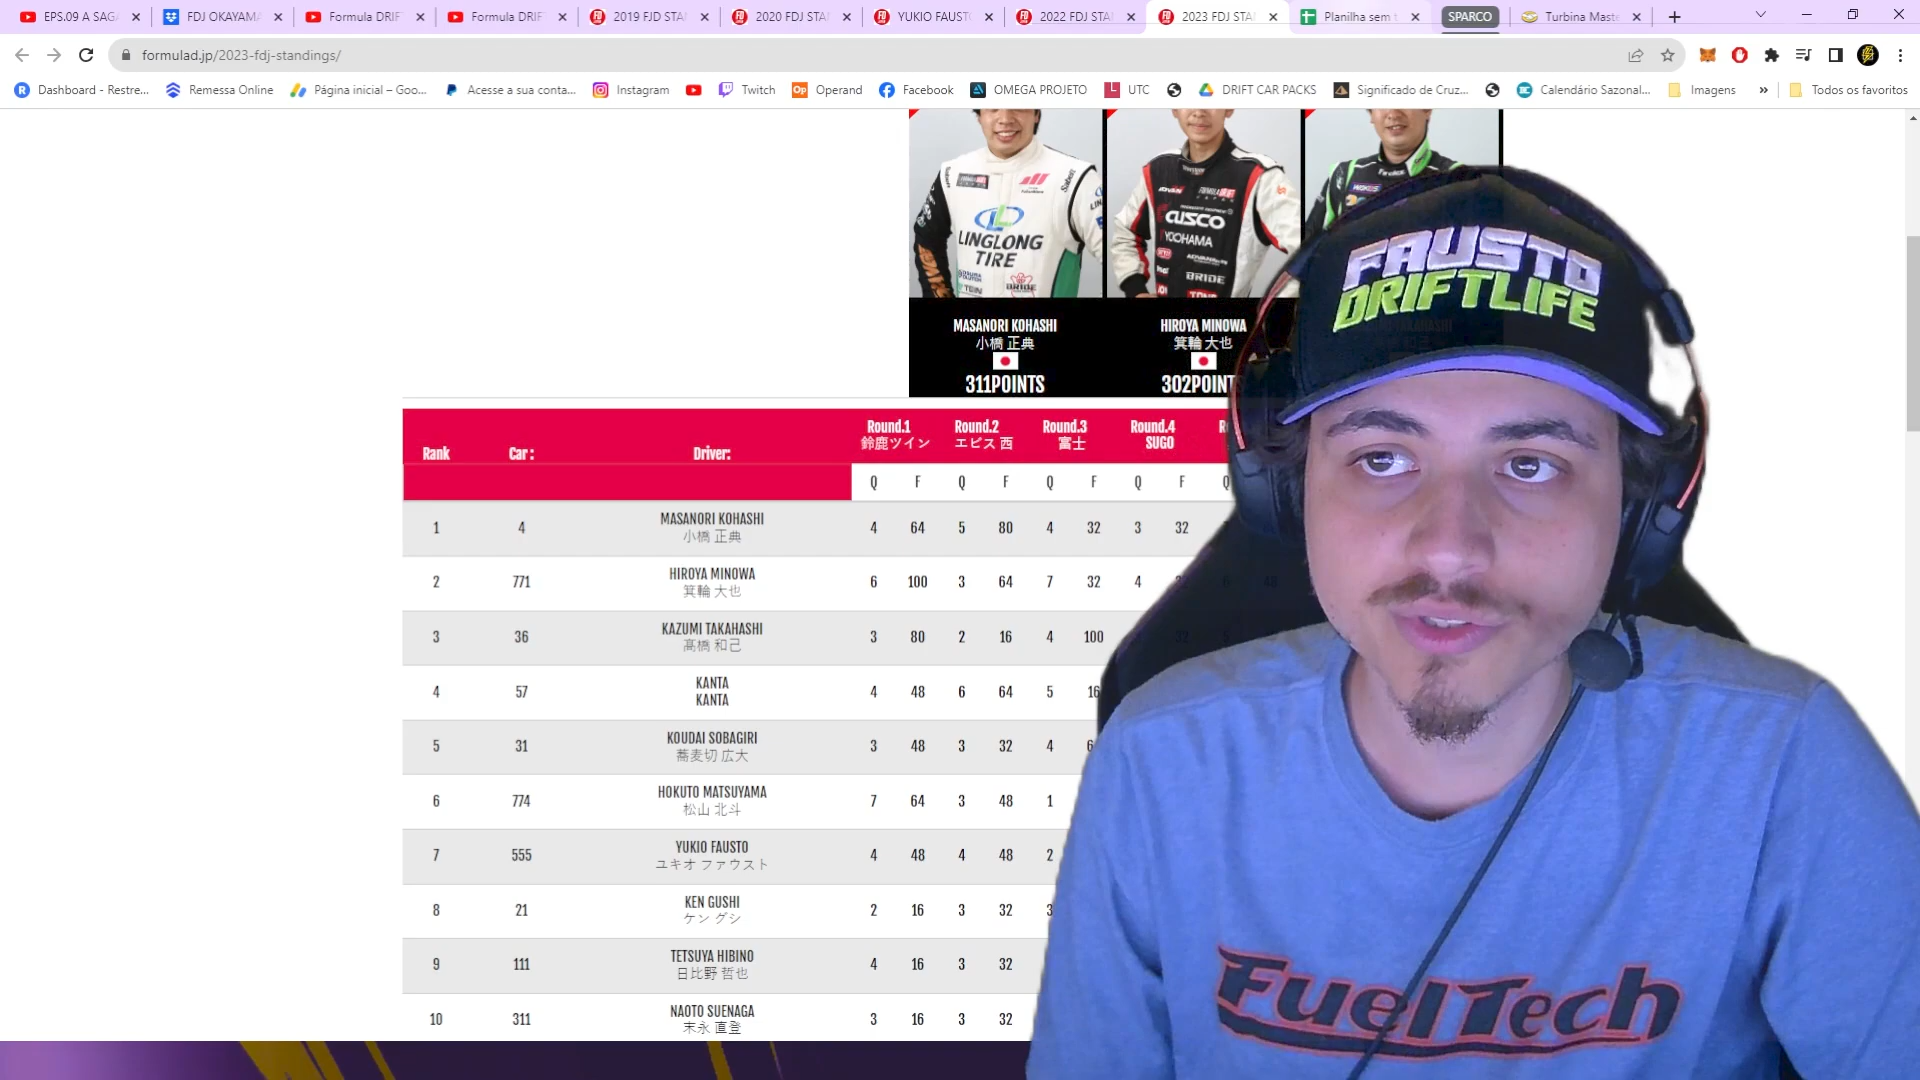 EPS.09 A SAG
FDJ OKAYAMA
Formula DRIF
Formula DRIF
2019 FJD STA
2020 FDJ STA
YUKIO FAUST
2022 FDJ STA
2023 FDJ STA
Planilha sem t
SPARCO
Turbina Maste
formulad.jp/2023-fdj-standings/
Dashboard - Restre...
Remessa Online
Página inicial – Goo...
Acesse a sua conta...
Instagram
Twitch
Operand
Facebook
OMEGA PROJETO
UTC
DRIFT CAR PACKS
Significado de Cruz...
Calendário Sazonal...
Imagens
»
Todos os favoritos
LINGLONG
TIRE
BRIDE
CUSCO
YOKOHAMA
BRIDE
MASANORI KOHASHI
小橋 正典
311POINTS
HIROYA MINOWA
箕輪 大也
302POINT
FAUSTO
DRIFTLIFE
Rank Car : Driver: Round.1 Round.2 Round.3 Round.4
鈴鹿ツイン エビス 西 富士 SUGO
Q F Q F Q F Q F Q
1 4 MASANORI KOHASHI 4 64 5 80 4 32 3 32
小橋 正典
2 771 HIROYA MINOWA 6 100 3 64 7 32 4
箕輪 大也
3 36 KAZUMI TAKAHASHI 3 80 2 16 4 100
髙橋 和己
4 57 KANTA 4 48 6 64 5 16
KANTA
5 31 KOUDAI SOBAGIRI 3 48 3 32 4
蕎麦切 広大
6 774 HOKUTO MATSUYAMA 7 64 3 48 1
松山 北斗
7 555 YUKIO FAUSTO 4 48 4 48 2
ユキオ ファウスト
8 21 KEN GUSHI 2 16 3 32 3
ケン グシ
9 111 TETSUYA HIBINO 4 16 3 32
日比野 哲也
10 311 NAOTO SUENAGA 3 16 3 32
末永 直登
FuelTech